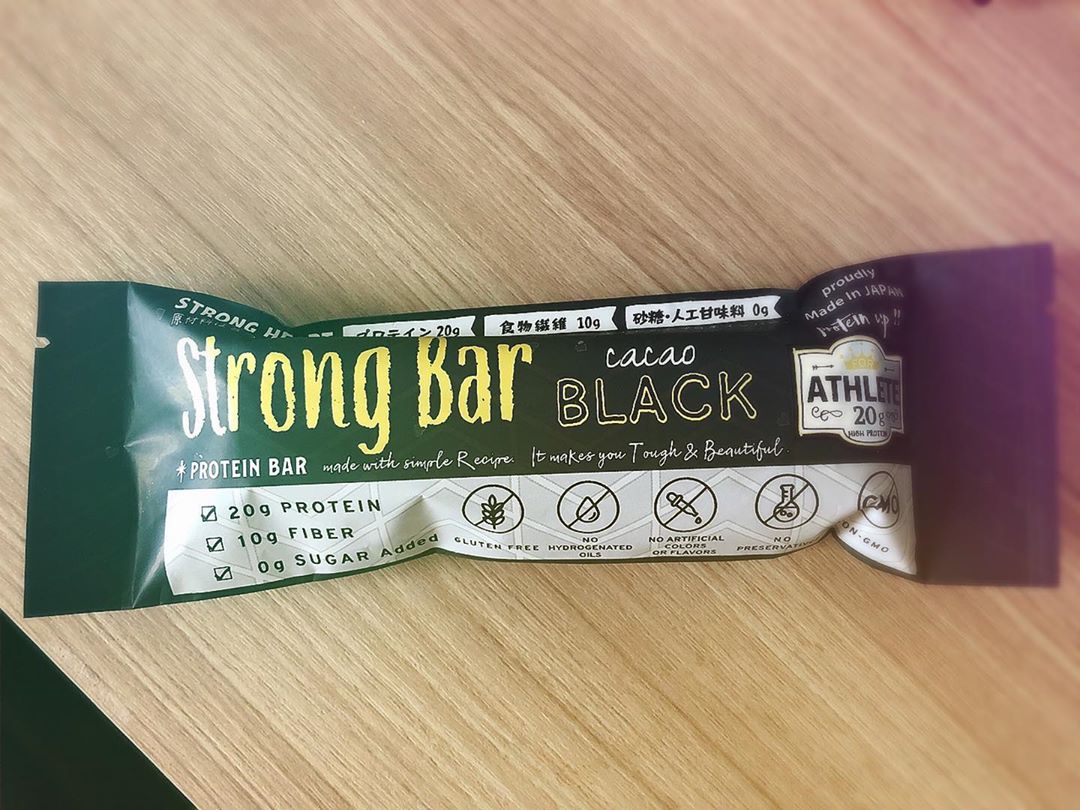 STRONG HEART
プロテイン 20g
食物繊維 10g
砂糖・人工甘味料 0g
proudly
Made in JAPAN
Protein up!!
Strong Bar
cacao
BLACK
FOR
ATHLETE
20g
HIGH PROTEIN
*PROTEIN BAR made with simple Recipe. It makes you Tough & Beautiful.
20g PROTEIN
10g FIBER
0g SUGAR Added
GLUTEN FREE
NO
HYDROGENATED
OILS
NO ARTIFICIAL
COLORS
OR FLAVORS
NO
PRESERVATIV
GMO
ON-GMO